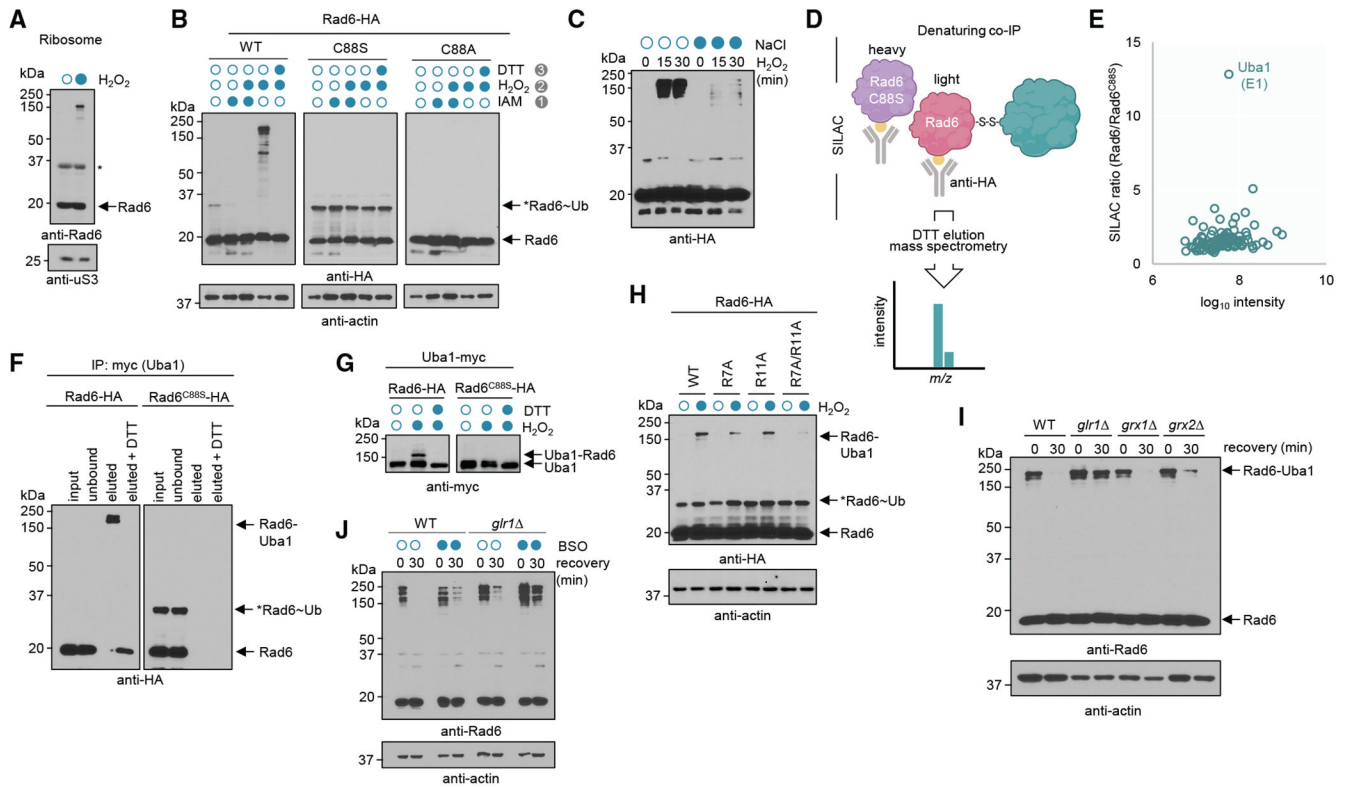 A
Ribosome
kDa
H2O2
250
150
50
37
*
20
Rad6
anti-Rad6
25
anti-uS3
B
Rad6-HA
WT
C88S
C88A
DTT 3
H2O2 2
IAM 1
kDa
250
150
50
37
*Rad6~Ub
20
Rad6
anti-HA
37
anti-actin
C
NaCl
0 15 30 0 15 30 H2O2
kDa
(min)
250
150
50
37
20
anti-HA
D
Denaturing co-IP
heavy
light
Rad6
C88S
Rad6
-S-S-
SILAC
anti-HA
DTT elution
mass spectrometry
intensity
m/z
E
SILAC ratio (Rad6/Rad6C88S)
15
10
5
0
Uba1
(E1)
6 8 10
log10 intensity
F
IP: myc (Uba1)
Rad6-HA
Rad6C88S-HA
input
unbound
eluted
eluted + DTT
input
unbound
eluted
eluted + DTT
kDa
250
150
Rad6-
Uba1
50
37
*Rad6~Ub
20
Rad6
anti-HA
G
Uba1-myc
Rad6-HA
Rad6C88S-HA
DTT
kDa
H2O2
250
150
Uba1-Rad6
Uba1
anti-myc
H
Rad6-HA
WT
R7A
R11A
R7A/R11A
kDa
H2O2
250
150
Rad6-
Uba1
50
37
*Rad6~Ub
20
Rad6
anti-HA
37
anti-actin
I
WT glr1Δ grx1Δ grx2Δ
0 30 0 30 0 30 0 30 recovery (min)
kDa
250
150
Rad6-Uba1
50
37
20
Rad6
anti-Rad6
37
anti-actin
J
WT glr1Δ
BSO
0 30 0 30 0 30 0 30 recovery
(min)
kDa
250
150
50
37
20
anti-Rad6
37
anti-actin